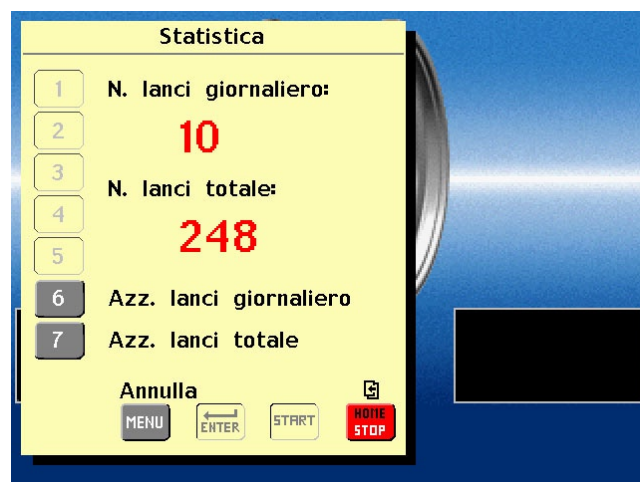 Statistica
1
N. lanci giornaliero:
2
10
3
N. lanci totale:
4
248
5
6 Azz. lanci giornaliero
7 Azz. lanci totale
Annulla
MENU ENTER START HOME
STOP